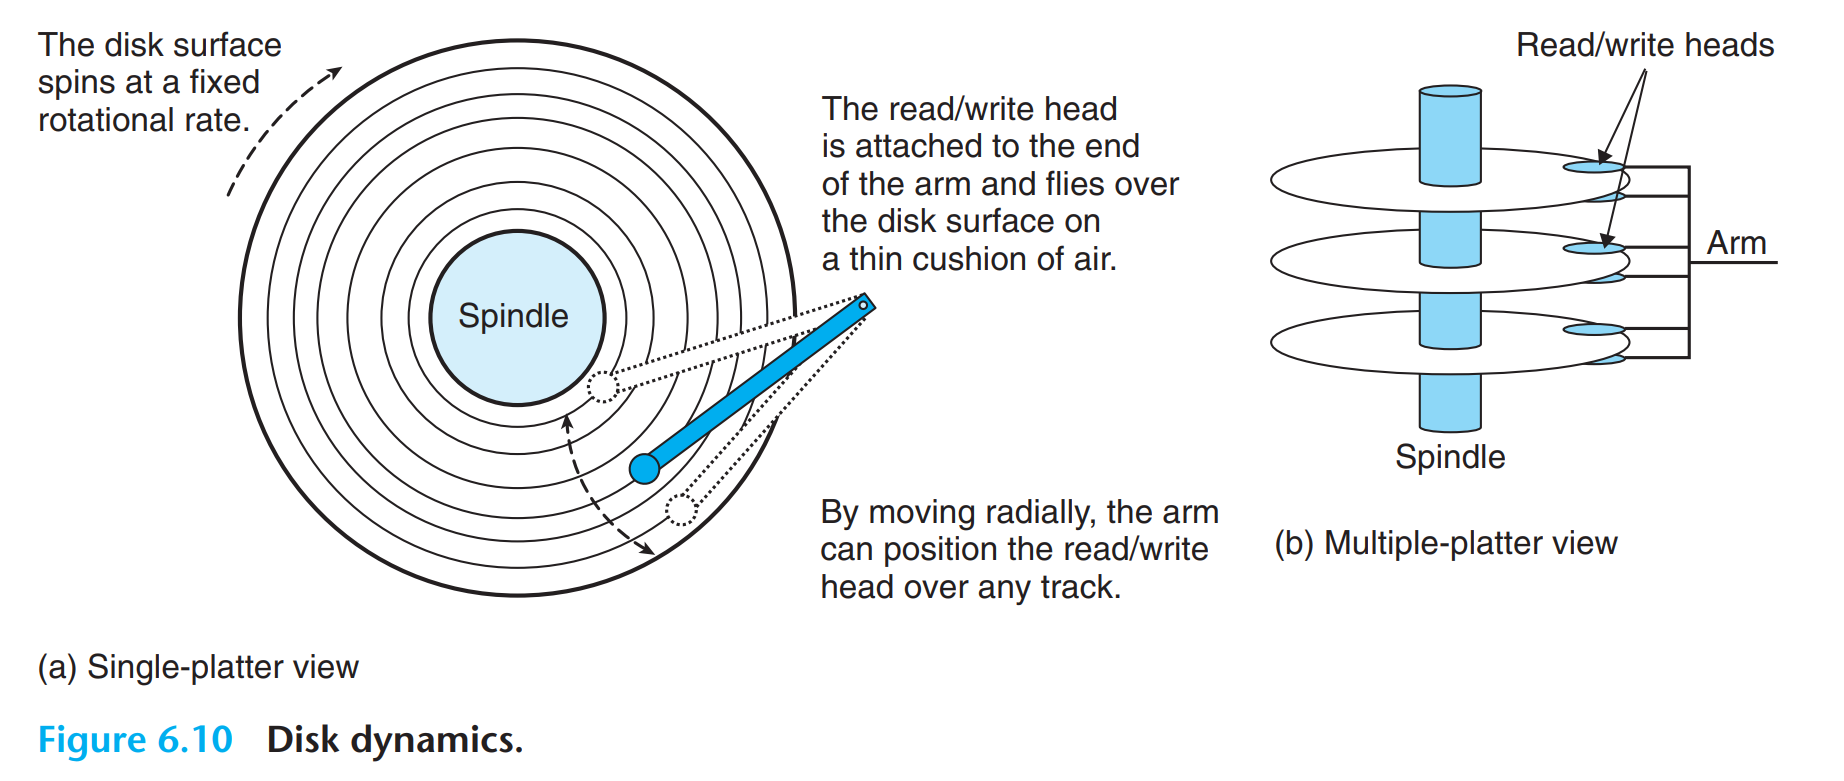 The disk surface
spins at a fixed
rotational rate.
Spindle
The read/write head
is attached to the end
of the arm and flies over
the disk surface on
a thin cushion of air.
By moving radially, the arm
can position the read/write
head over any track.
(a) Single-platter view
Read/write heads
Arm
Spindle
(b) Multiple-platter view
Figure 6.10 Disk dynamics.